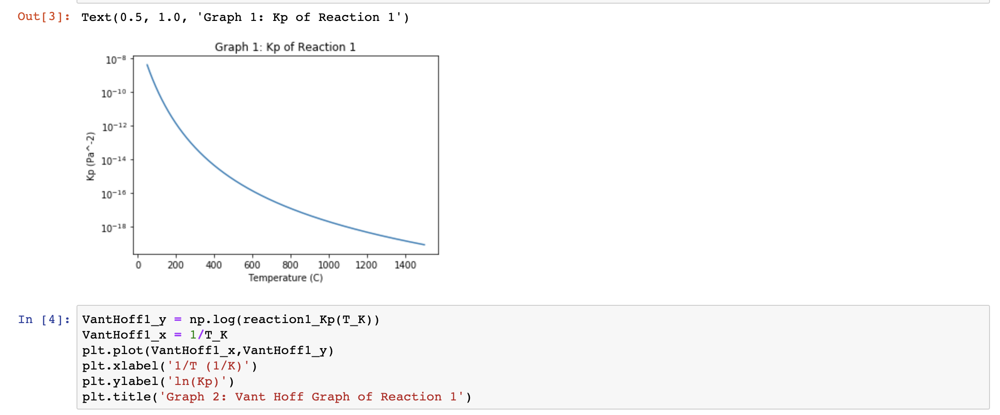 Out[3]: Text(0.5, 1.0, 'Graph 1: Kp of Reaction 1')
Graph 1: Kp of Reaction 1
10⁻⁸
10⁻¹⁰
10⁻¹²
10⁻¹⁴
10⁻¹⁶
10⁻¹⁸
Kp (Pa^-2)
0 200 400 600 800 1000 1200 1400
Temperature (C)
In [4]: VantHoff1_y = np.log(reaction1_Kp(T_K))
VantHoff1_x = 1/T_K
plt.plot(VantHoff1_x,VantHoff1_y)
plt.xlabel('1/T (1/K)')
plt.ylabel('ln(Kp)')
plt.title('Graph 2: Vant Hoff Graph of Reaction 1')